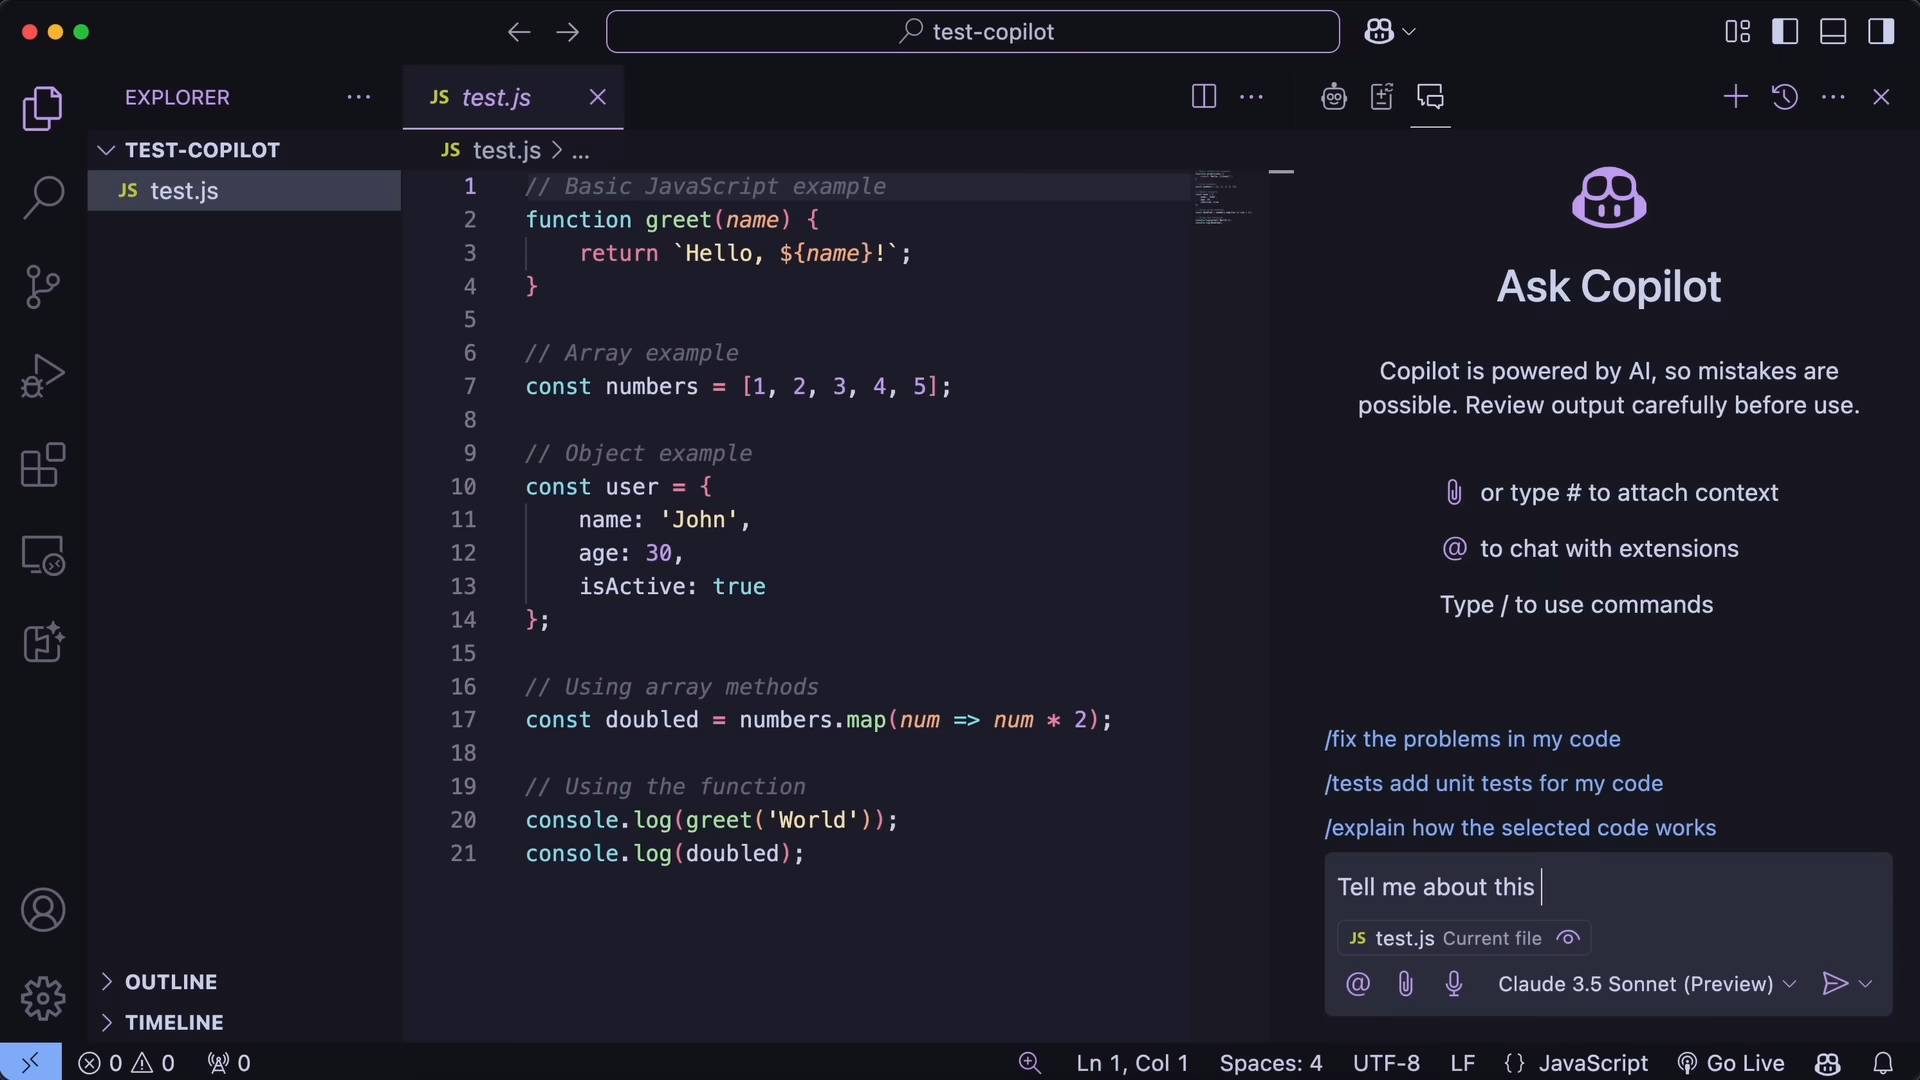 test-copilot
EXPLORER
JS test.js
TEST-COPILOT
JS test.js
JS test.js > ...
1 // Basic JavaScript example
2 function greet(name) {
3 return `Hello, ${name}!`;
4 }
5
6 // Array example
7 const numbers = [1, 2, 3, 4, 5];
8
9 // Object example
10 const user = {
11 name: 'John',
12 age: 30,
13 isActive: true
14 };
15
16 // Using array methods
17 const doubled = numbers.map(num => num * 2);
18
19 // Using the function
20 console.log(greet('World'));
21 console.log(doubled);
OUTLINE
TIMELINE
Ask Copilot
Copilot is powered by AI, so mistakes are
possible. Review output carefully before use.
or type # to attach context
@ to chat with extensions
Type / to use commands
/fix the problems in my code
/tests add unit tests for my code
/explain how the selected code works
Tell me about this
JS test.js Current file
@ Claude 3.5 Sonnet (Preview)
0 0 0 Ln 1, Col 1 Spaces: 4 UTF-8 LF {} JavaScript Go Live